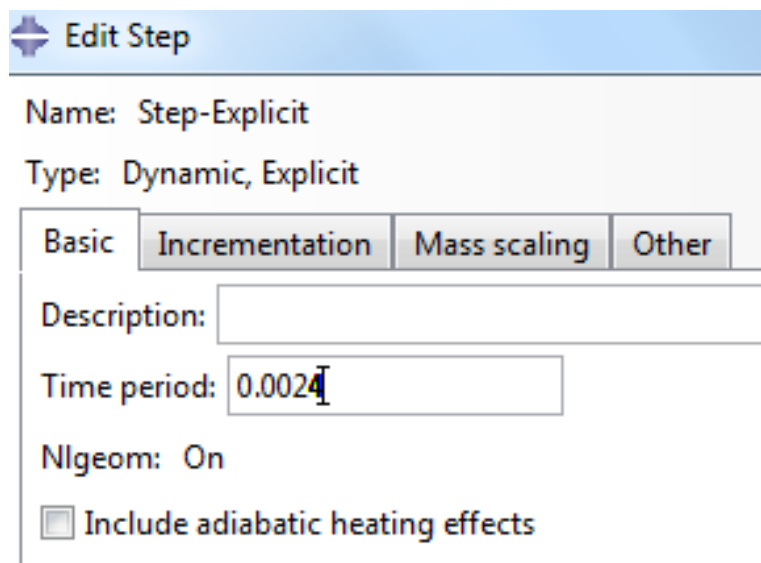 Edit Step
Name: Step-Explicit
Type: Dynamic, Explicit
Basic Incrementation Mass scaling Other
Description:
Time period: 0.0024
Nlgeom: On
Include adiabatic heating effects